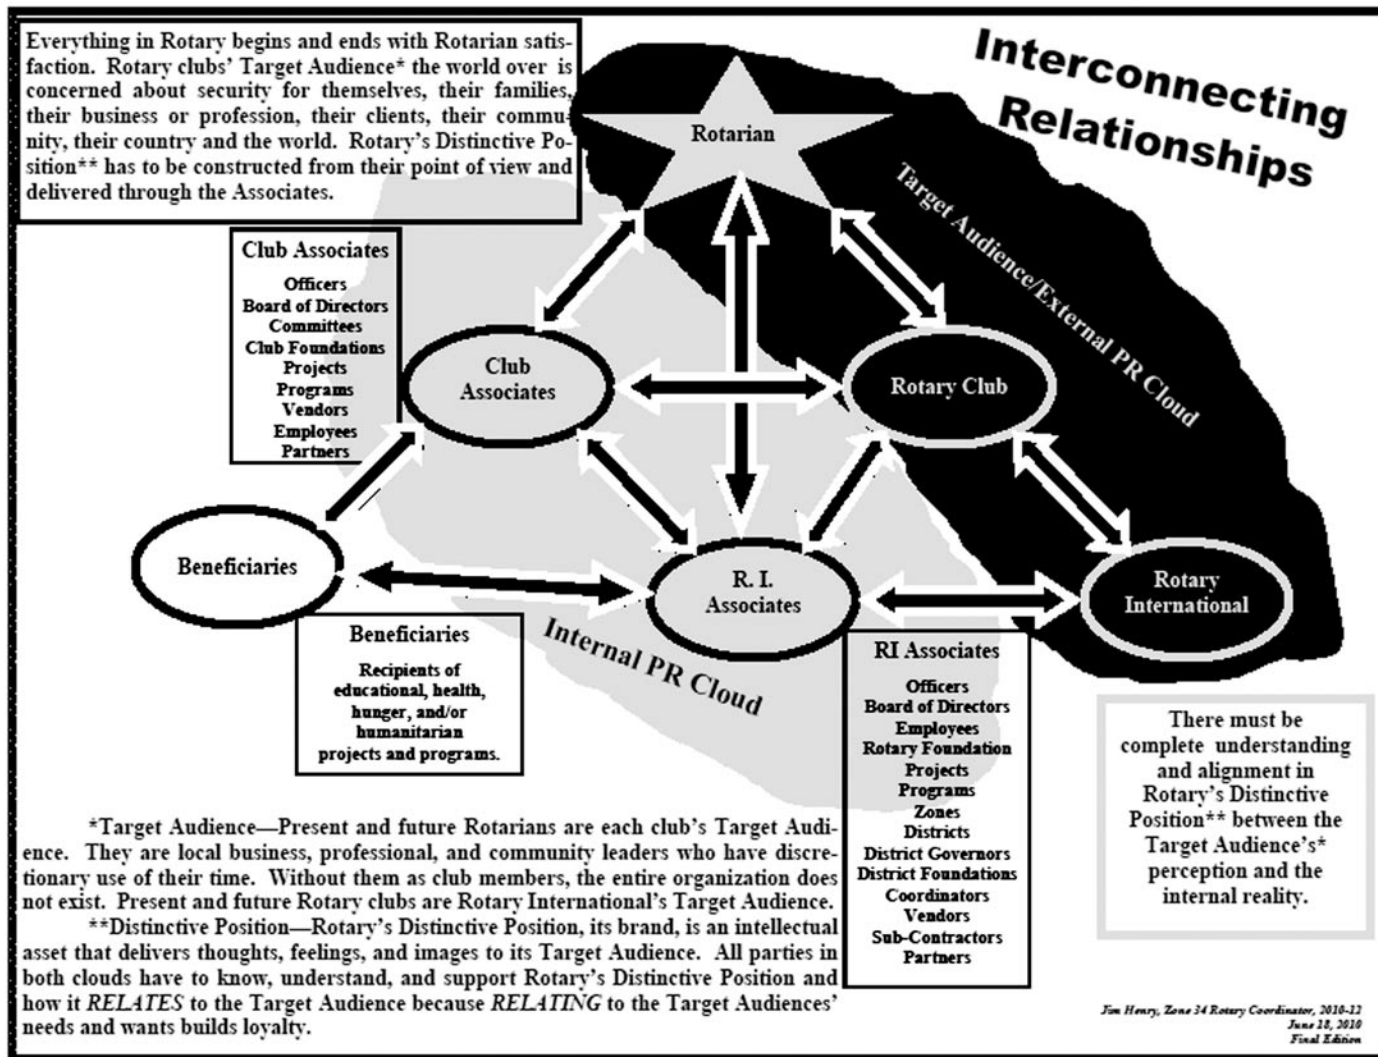 Everything in Rotary begins and ends with Rotarian satis-
faction. Rotary clubs' Target Audience* the world over is
concerned about security for themselves, their families,
their business or profession, their clients, their commu-
nity, their country and the world. Rotary's Distinctive Po-
sition** has to be constructed from their point of view and
delivered through the Associates.
Interconnecting
Relationships
Rotarian
Target Audience/External PR Cloud
Club Associates
Officers
Board of Directors
Committees
Club Foundations
Projects
Programs
Vendors
Employees
Partners
Club
Associates
Rotary Club
Beneficiaries
R. I.
Associates
Rotary
International
Internal PR Cloud
Beneficiaries
Recipients of
educational, health,
hunger, and/or
humanitarian
projects and programs.
RI Associates
Officers
Board of Directors
Employees
Rotary Foundation
Projects
Programs
Zones
Districts
District Governors
District Foundations
Coordinators
Vendors
Sub-Contractors
Partners
There must be
complete understanding
and alignment in
Rotary's Distinctive
Position** between the
Target Audience's*
perception and the
internal reality.
*Target Audience—Present and future Rotarians are each club's Target Audi-
ence. They are local business, professional, and community leaders who have discre-
tionary use of their time. Without them as club members, the entire organization does
not exist. Present and future Rotary clubs are Rotary International's Target Audience.
**Distinctive Position—Rotary's Distinctive Position, its brand, is an intellectual
asset that delivers thoughts, feelings, and images to its Target Audience. All parties in
both clouds have to know, understand, and support Rotary's Distinctive Position and
how it RELATES to the Target Audience because RELATING to the Target Audiences'
needs and wants builds loyalty.
Jim Henry, Zone 34 Rotary Coordinator, 2010-12
June 18, 2010
Final Edition